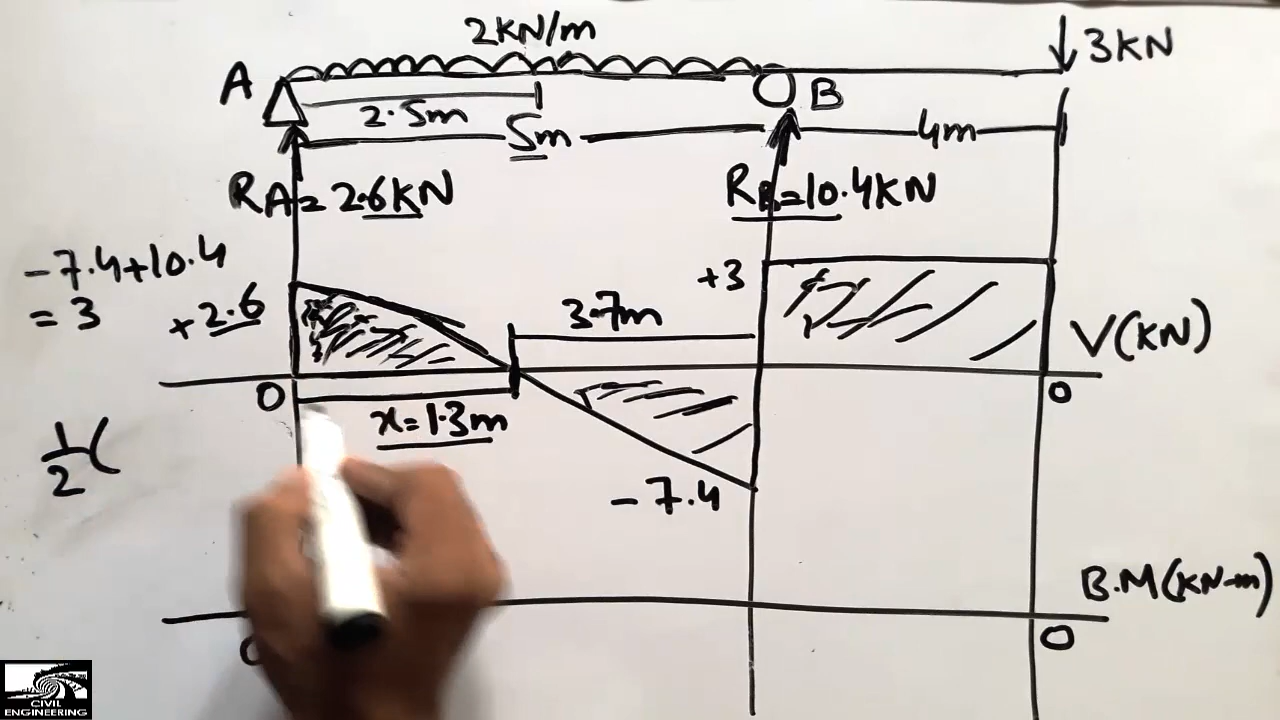 2KN/m
3KN
A
B
2.5m
5m
4m
RA=2.6KN
RB=10.4KN
-7.4+10.4
= 3
+2.6
+3
3.7m
V(KN)
0
0
x=1.3m
1/2(
-7.4
B.M(KN-m)
0
0
CIVIL
ENGINEERING